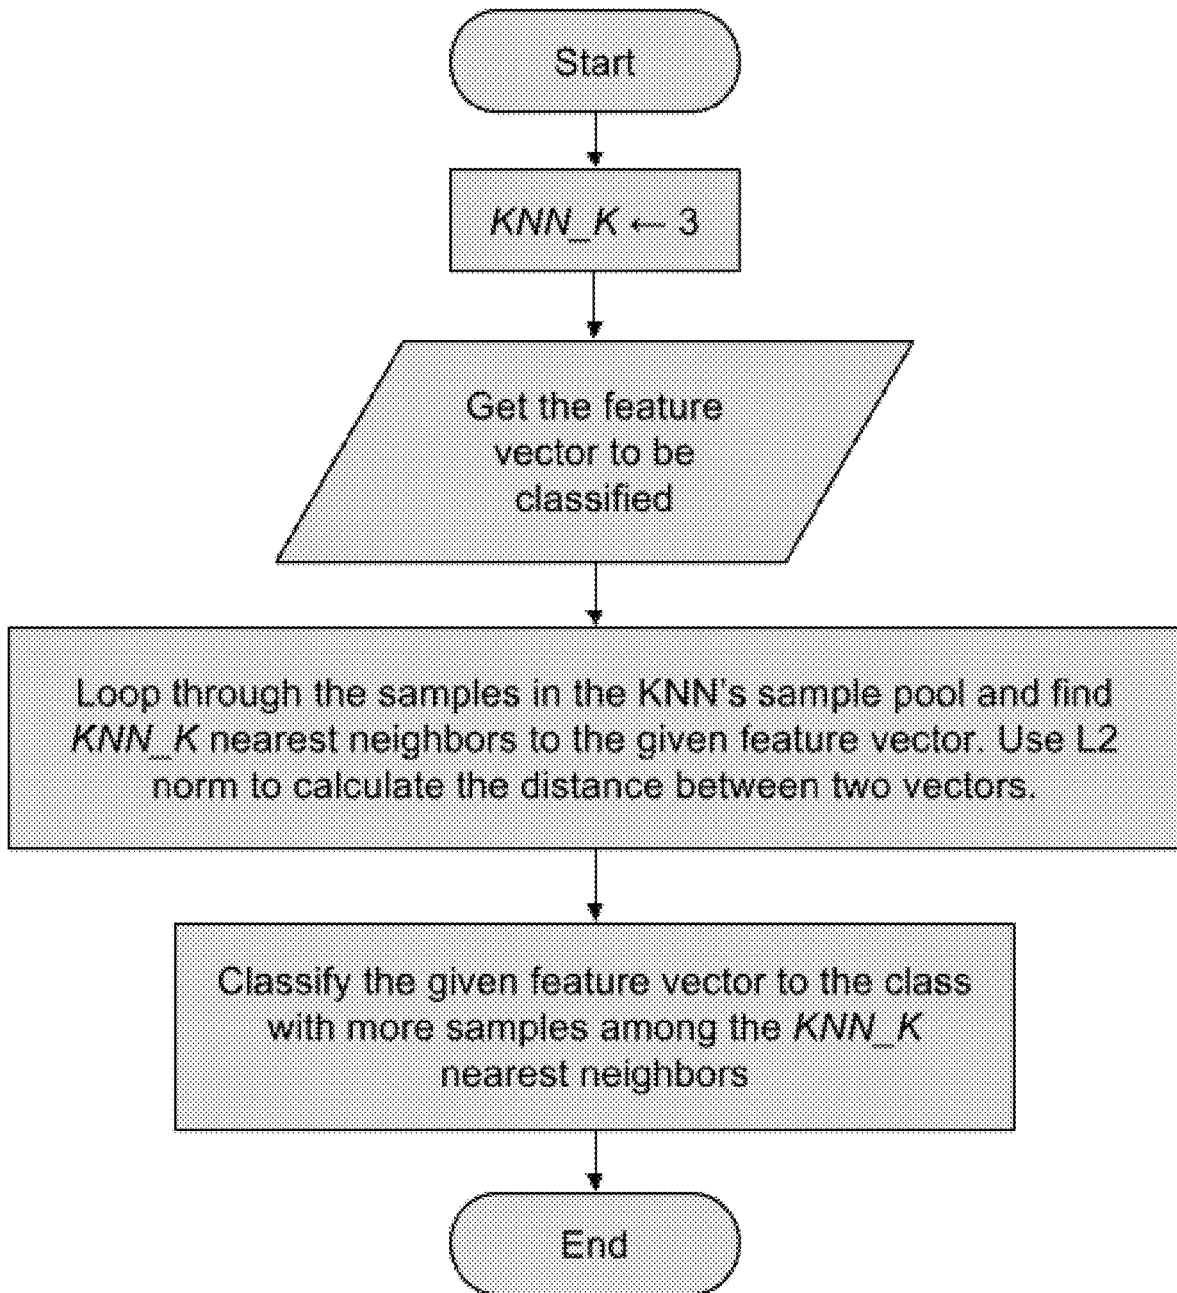 Start
KNN_K ← 3
Get the feature
vector to be
classified
Loop through the samples in the KNN's sample pool and find
KNN_K nearest neighbors to the given feature vector. Use L2
norm to calculate the distance between two vectors.
Classify the given feature vector to the class
with more samples among the KNN_K
nearest neighbors
End